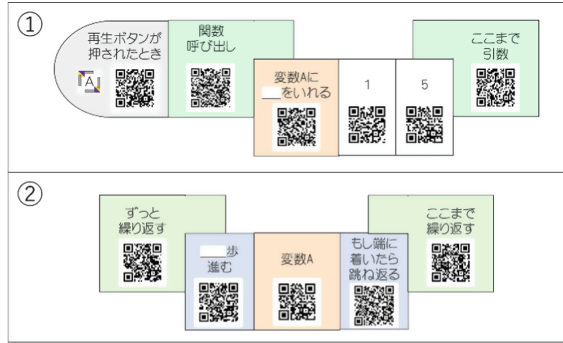 ①
再生ボタンが
押されたとき
A
関数
呼び出し
変数Aに
__をいれる
1
5
ここまで
引数
②
ずっと
繰り返す
__歩
進む
変数A
もし端に
着いたら
跳ね返る
ここまで
繰り返す